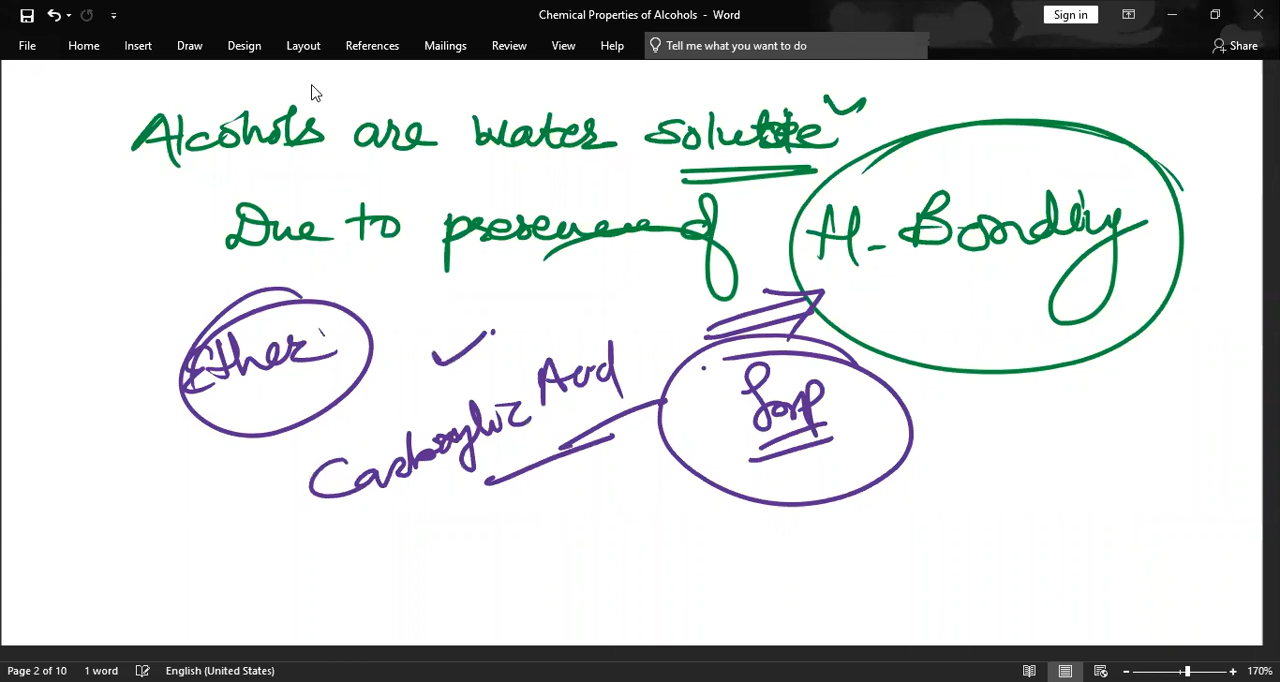 Chemical Properties of Alcohols - Word
Sign in
File Home Insert Draw Design Layout References Mailings Review View Help Tell me what you want to do Share
Alcohols are water soluble
Due to presence of H-Bonding
Ether
Carboxylic Acid
Page 2 of 10 1 word English (United States) 170%